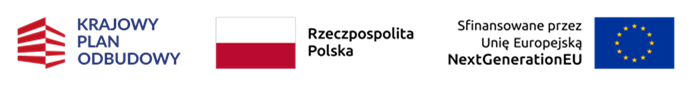 KRAJOWY
PLAN
ODBUDOWY
Rzeczpospolita
Polska
Sfinansowane przez
Unię Europejską
NextGenerationEU